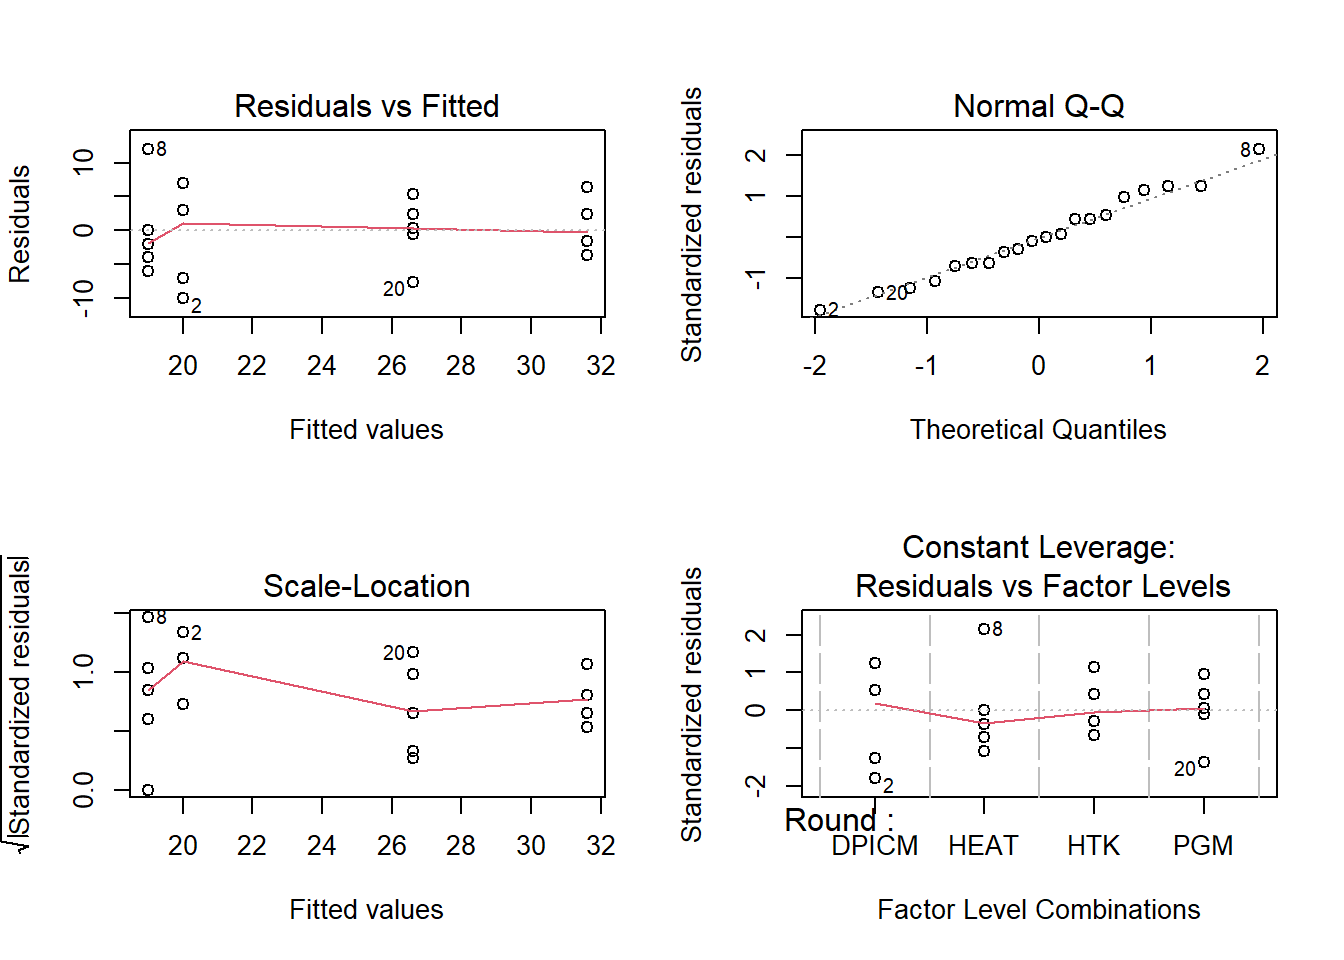 Residuals vs Fitted
Residuals
10
0
-10
8
2
20
20 22 24 26 28 30 32
Fitted values
Normal Q-Q
Standardized residuals
2
1
-1
8
20
2
-2 -1 0 1 2
Theoretical Quantiles
Scale-Location
√|Standardized residuals|
1.0
0.0
8
2
20
20 22 24 26 28 30 32
Fitted values
Constant Leverage:
Residuals vs Factor Levels
Standardized residuals
2
1
0
-2
8
20
2
Round :
DPICM HEAT HTK PGM
Factor Level Combinations